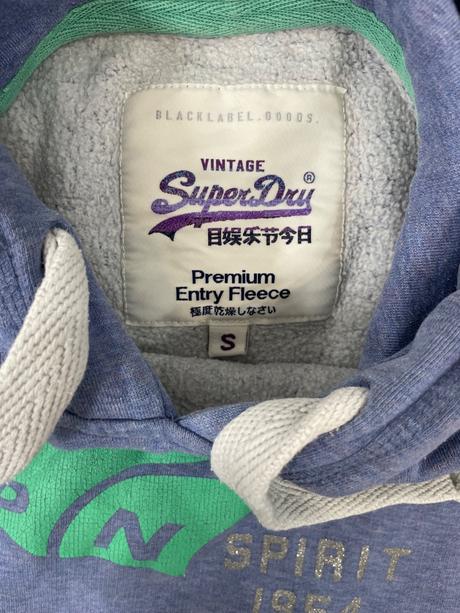 BLACKLABEL.GOODS.
VINTAGE
SuperDry®
目娱乐节今日
Premium
Entry Fleece
極度乾燥しなさい
S
N
SPIRIT
1954